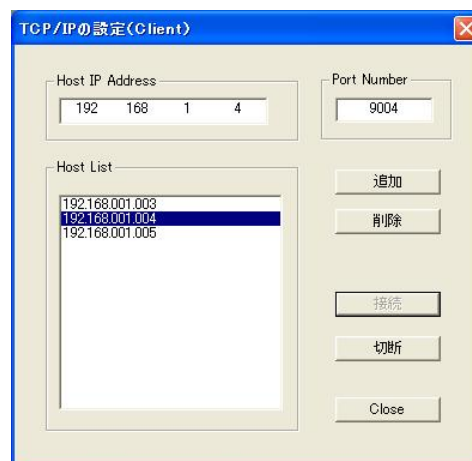 TCP/IPの設定(Client)
Host IP Address
192 168 1 4
Port Number
9004
Host List
192.168.001.003
192.168.001.004
192.168.001.005
追加
削除
接続
切断
Close